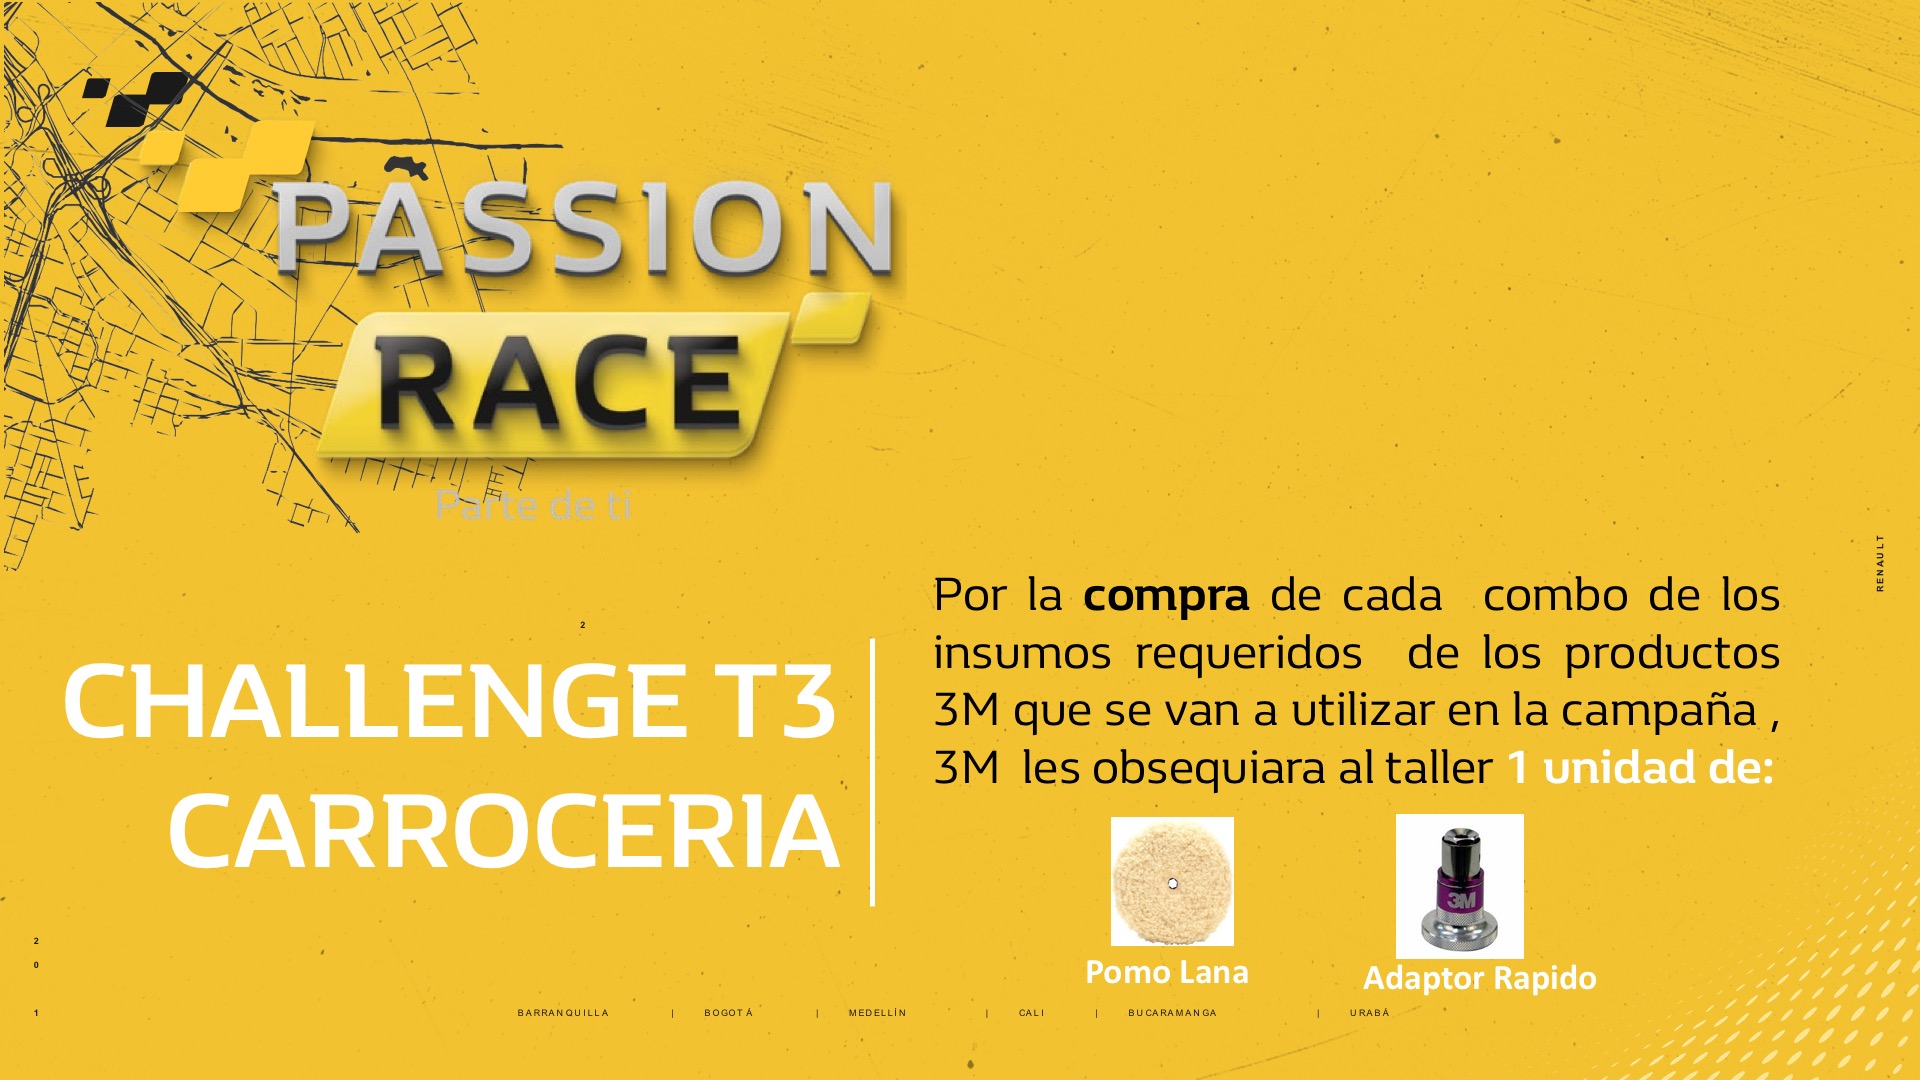 PASSION
RACE
Parte de ti
RENAULT
2
CHALLENGE T3
CARROCERIA
Por la compra de cada combo de los
insumos requeridos de los productos
3M que se van a utilizar en la campaña ,
3M les obsequiara al taller 1 unidad de:
3M
Pomo Lana
Adaptor Rapido
2
0
1
BARRANQUILLA | BOGOTÁ | MEDELLÍN | CALI | BUCARAMANGA | URABÁ